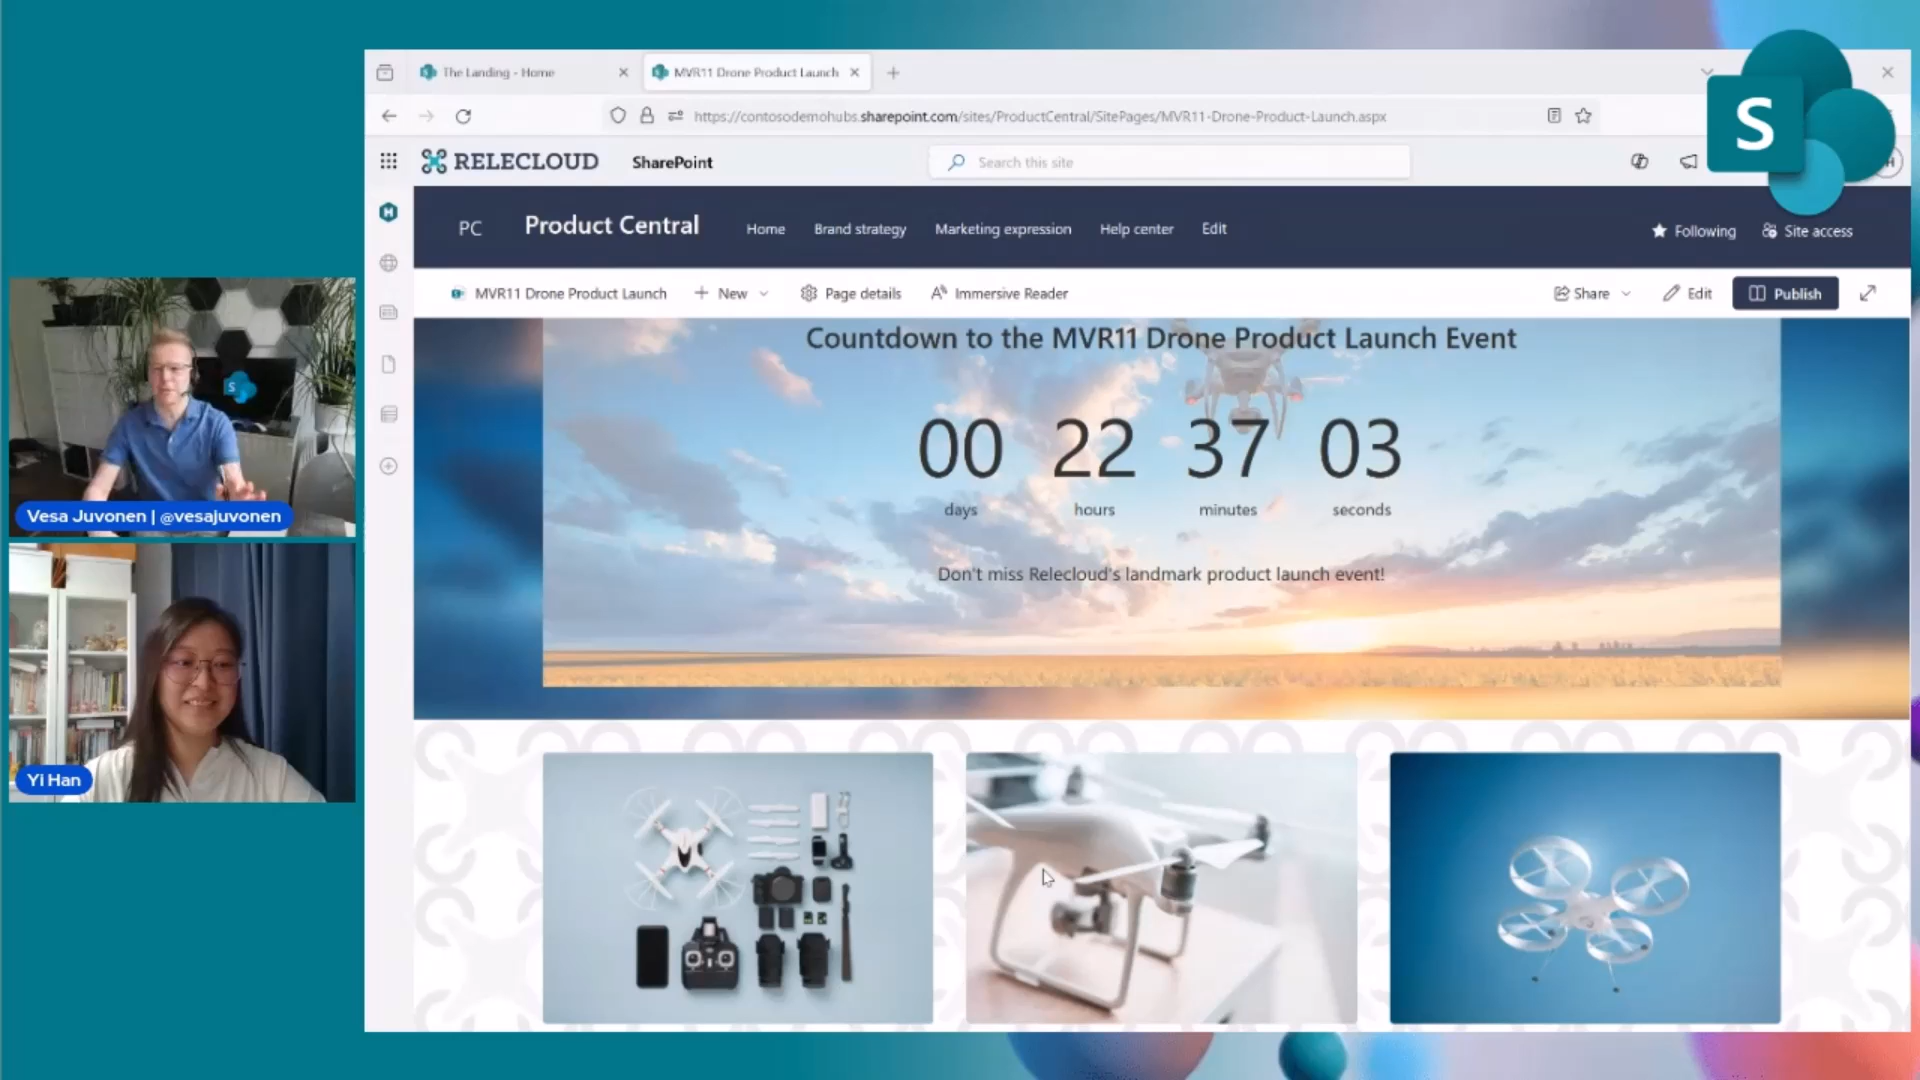 The Landing - Home
MVR11 Drone Product Launch
https://contosodemohubs.sharepoint.com/sites/ProductCentral/SitePages/MVR11-Drone-Product-Launch.aspx
RELECLOUD
SharePoint
Search this site
S
PC
Product Central
Home
Brand strategy
Marketing expression
Help center
Edit
Following
Site access
MVR11 Drone Product Launch
New
Page details
Immersive Reader
Share
Edit
Publish
Countdown to the MVR11 Drone Product Launch Event
00 22 37 03
days hours minutes seconds
Don't miss Relecloud's landmark product launch event!
S
Vesa Juvonen | @vesajuvonen
Yi Han